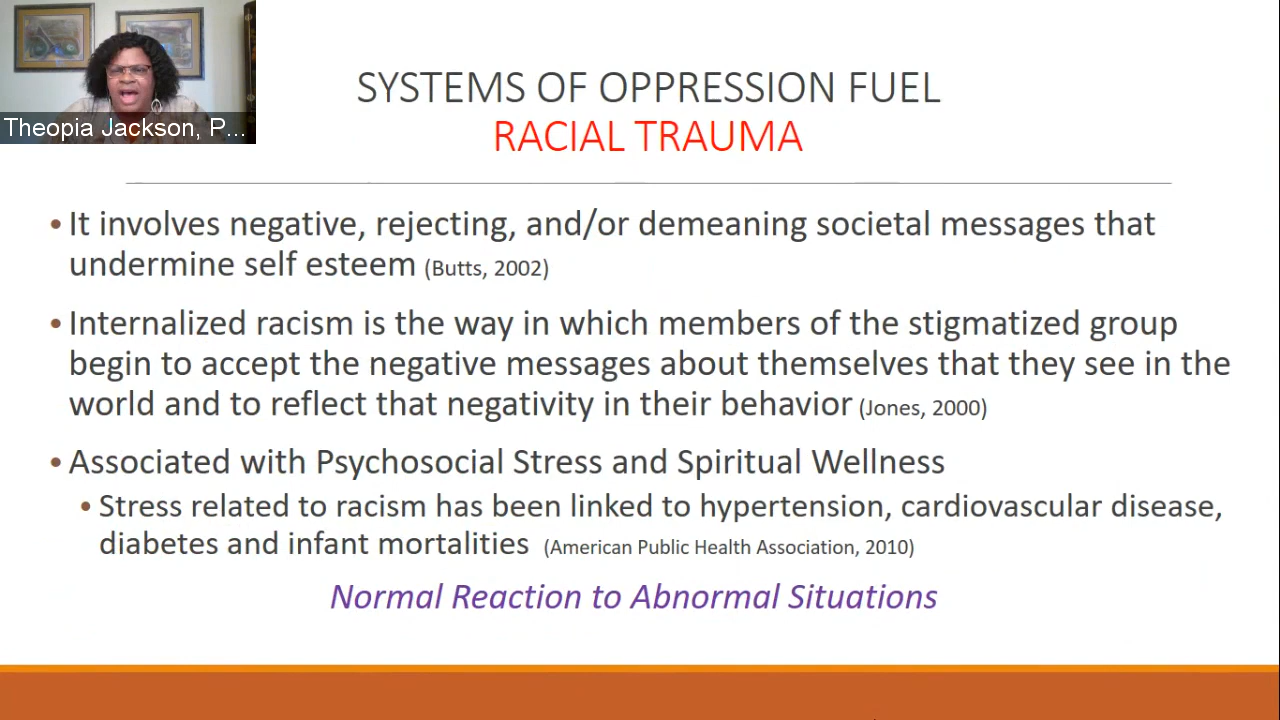 Theopia Jackson, P...
SYSTEMS OF OPPRESSION FUEL
RACIAL TRAUMA
• It involves negative, rejecting, and/or demeaning societal messages that
undermine self esteem (Butts, 2002)
• Internalized racism is the way in which members of the stigmatized group
begin to accept the negative messages about themselves that they see in the
world and to reflect that negativity in their behavior (Jones, 2000)
• Associated with Psychosocial Stress and Spiritual Wellness
• Stress related to racism has been linked to hypertension, cardiovascular disease,
diabetes and infant mortalities (American Public Health Association, 2010)
Normal Reaction to Abnormal Situations